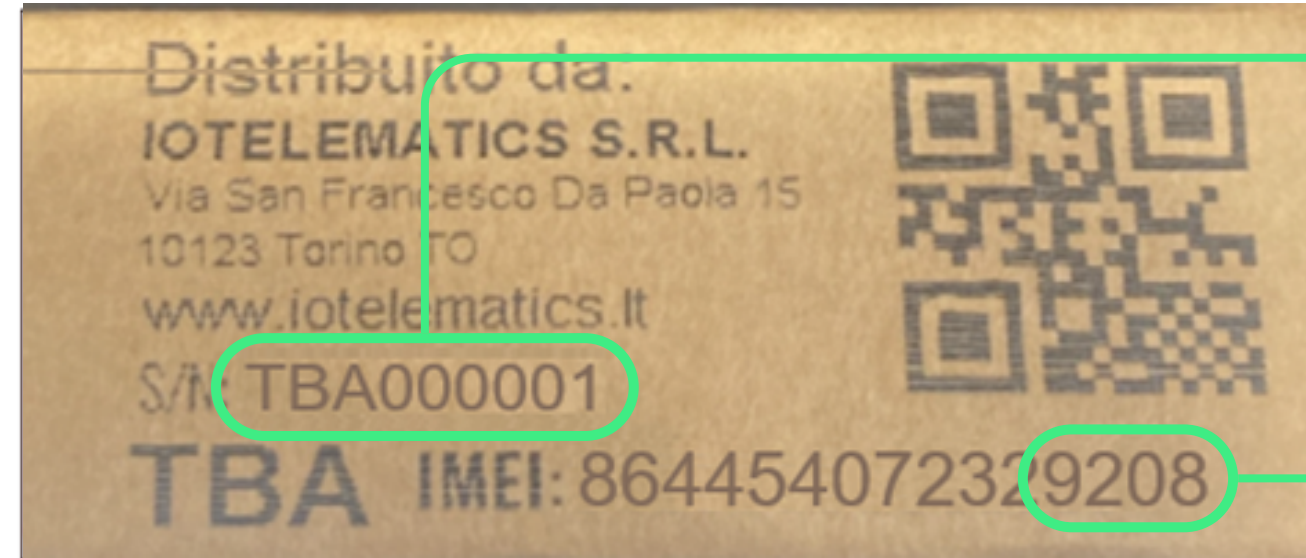 Distribuito da:
IOTELEMATICS S.R.L.
Via San Francesco Da Paola 15
10123 Torino TO
www.iotelematics.it
S/N: TBA000001
TBA IMEI: 864454072329208